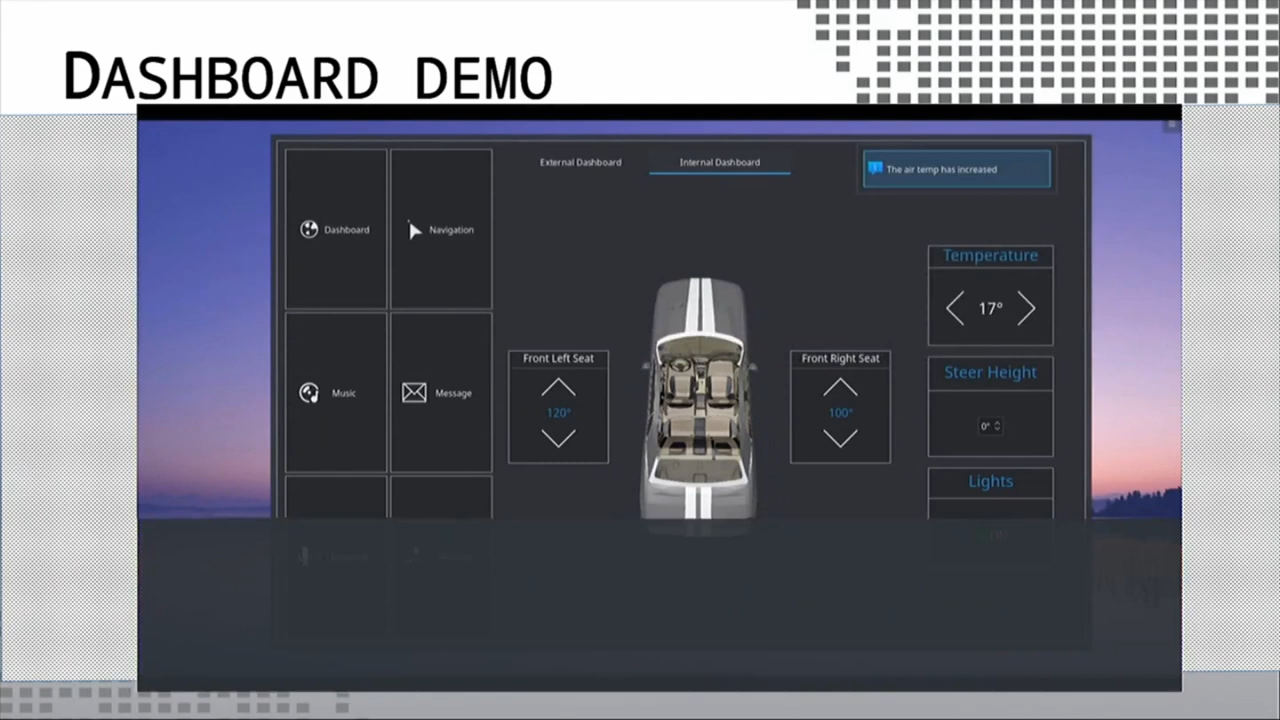 DASHBOARD DEMO
External Dashboard
Internal Dashboard
The air temp has increased
Dashboard
Navigation
Music
Message
Front Left Seat
120°
Front Right Seat
100°
Temperature
17°
Steer Height
0°
Lights